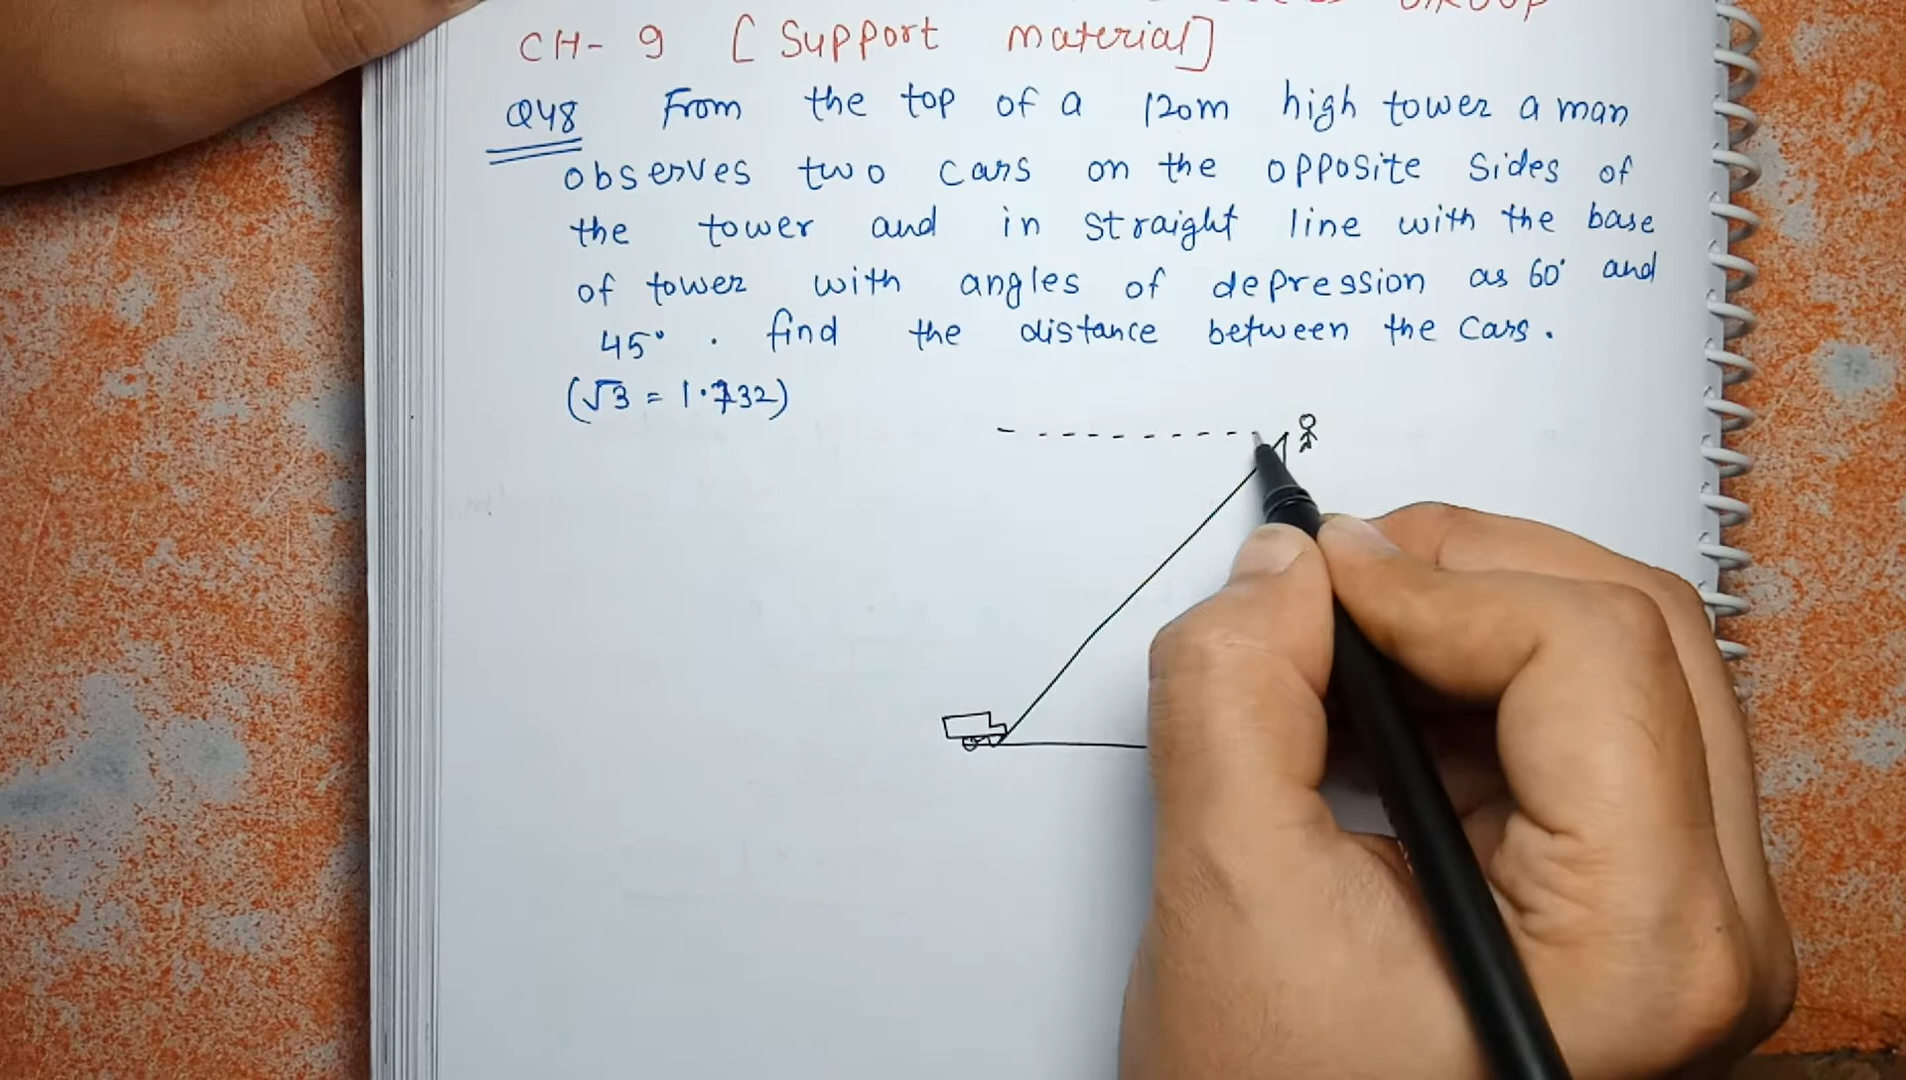 CH- 9 [Support material]
Q48 From the top of a 120m high tower a man
observes two cars on the opposite sides of
the tower and in straight line with the base
of tower with angles of depression as 60° and
45° . find the distance between the cars.
(√3 = 1.732)